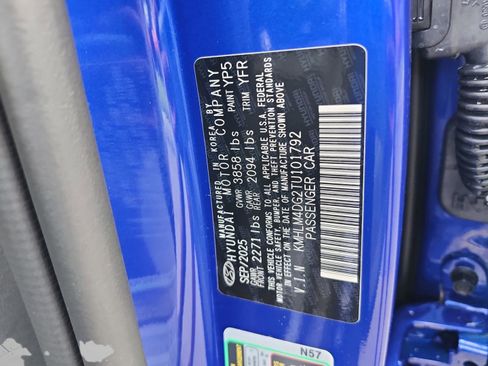 MANUFACTURED IN KOREA BY
HYUNDAI MOTOR COMPANY
SEP/2025 GVWR 3858 lbs PAINT YP5
GAWR FRONT 2271 lbs GAWR REAR 2094 lbs TRIM YFR
THIS VEHICLE CONFORMS TO ALL APPLICABLE U.S.A. FEDERAL
MOTOR VEHICLE SAFETY, BUMPER, AND THEFT PREVENTION STANDARDS
IN EFFECT ON THE DATE OF MANUFACTURE SHOWN ABOVE
V.I.N KMHLM4DG2TU101792
PASSENGER CAR
N57